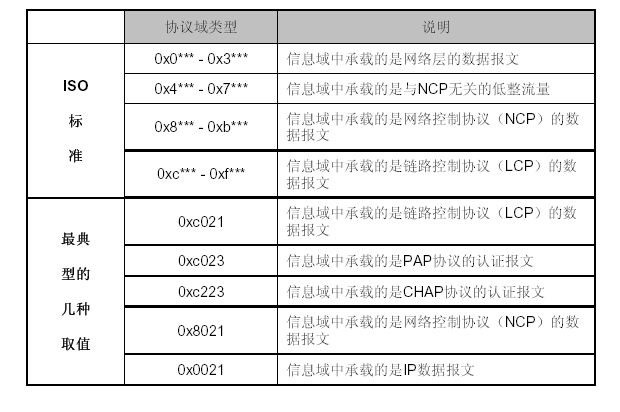 协议域类型 说明
ISO
标
准
0x0*** - 0x3*** 信息域中承载的是网络层的数据报文
0x4*** - 0x7*** 信息域中承载的是与NCP无关的低整流量
0x8*** - 0xb*** 信息域中承载的是网络控制协议（NCP）的数
据报文
0xc*** - 0xf*** 信息域中承载的是链路控制协议（LCP）的数
据报文
最典
型的
几种
取值
0xc021 信息域中承载的是链路控制协议（LCP）的数
据报文
0xc023 信息域中承载的是PAP协议的认证报文
0xc223 信息域中承载的是CHAP协议的认证报文
0x8021 信息域中承载的是网络控制协议（NCP）的数
据报文
0x0021 信息域中承载的是IP数据报文